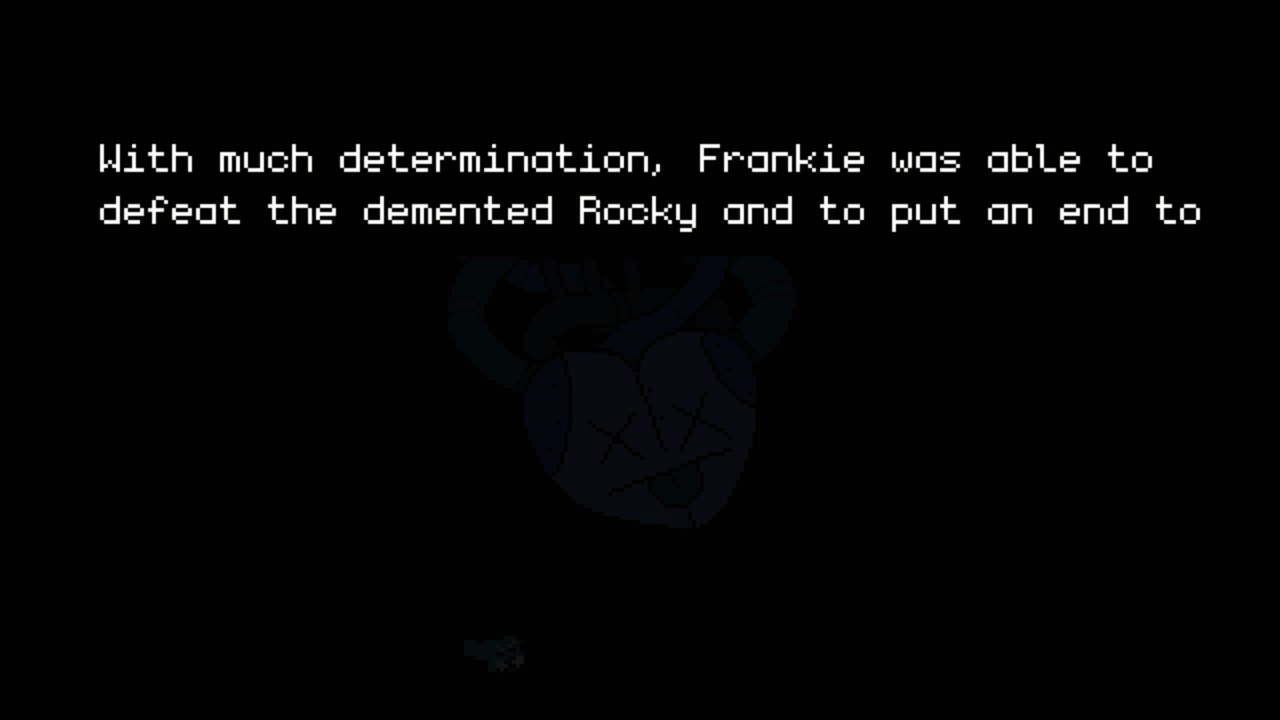 With much determination, Frankie was able to
defeat the demented Rocky and to put an end to